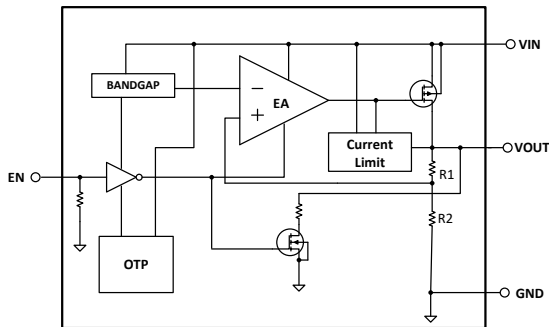 VIN
BANDGAP
−
EA
+
Current
Limit
VOUT
R1
EN
R2
OTP
GND